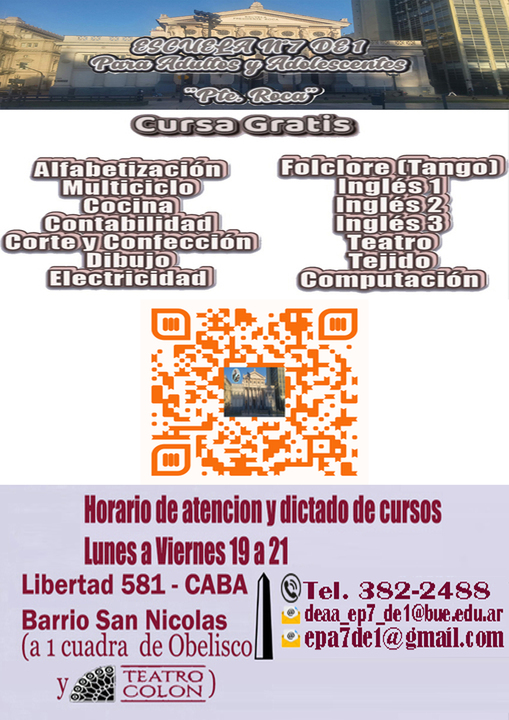 ESCUELA N°7 DE 1
Para Adultos y Adolescentes
"Pte. Roca"
Cursa Gratis
Alfabetización
Multiciclo
Cocina
Contabilidad
Corte y Confección
Dibujo
Electricidad
Folclore (Tango)
Inglés 1
Inglés 2
Inglés 3
Teatro
Tejido
Computación
Horario de atencion y dictado de cursos
Lunes a Viernes 19 a 21
Libertad 581 - CABA
Barrio San Nicolas
(a 1 cuadra de Obelisco
y TEATRO COLON )
Tel. 382-2488
deaa_ep7_de1@bue.edu.ar
epa7de1@gmail.com